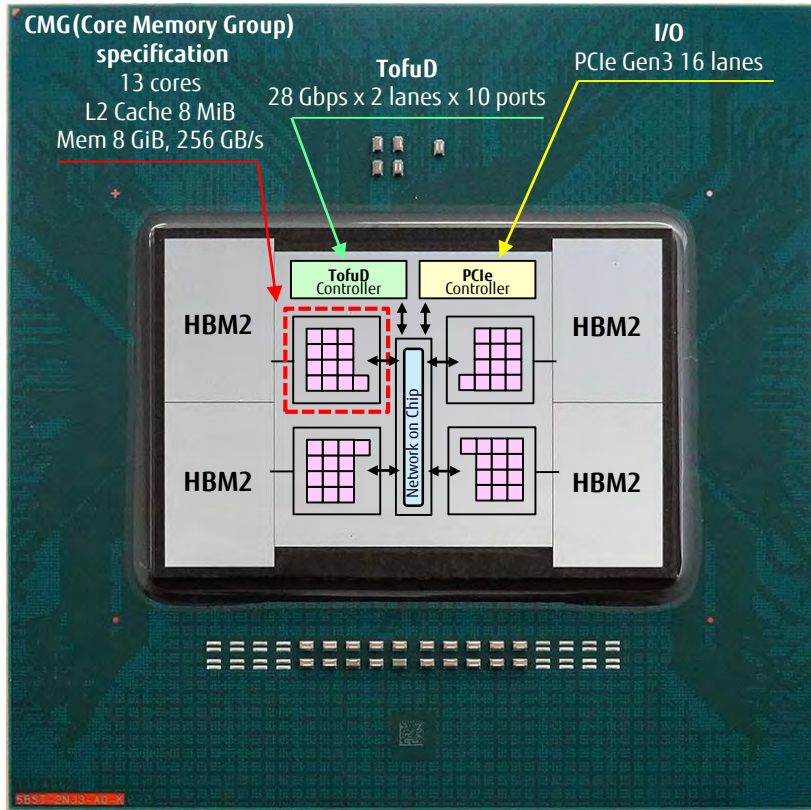 CMG(Core Memory Group)
specification
13 cores
L2 Cache 8 MiB
Mem 8 GiB, 256 GB/s
TofuD
28 Gbps x 2 lanes x 10 ports
I/O
PCIe Gen3 16 lanes
TofuD
Controller
PCIe
Controller
HBM2
HBM2
Network on Chip
HBM2
HBM2